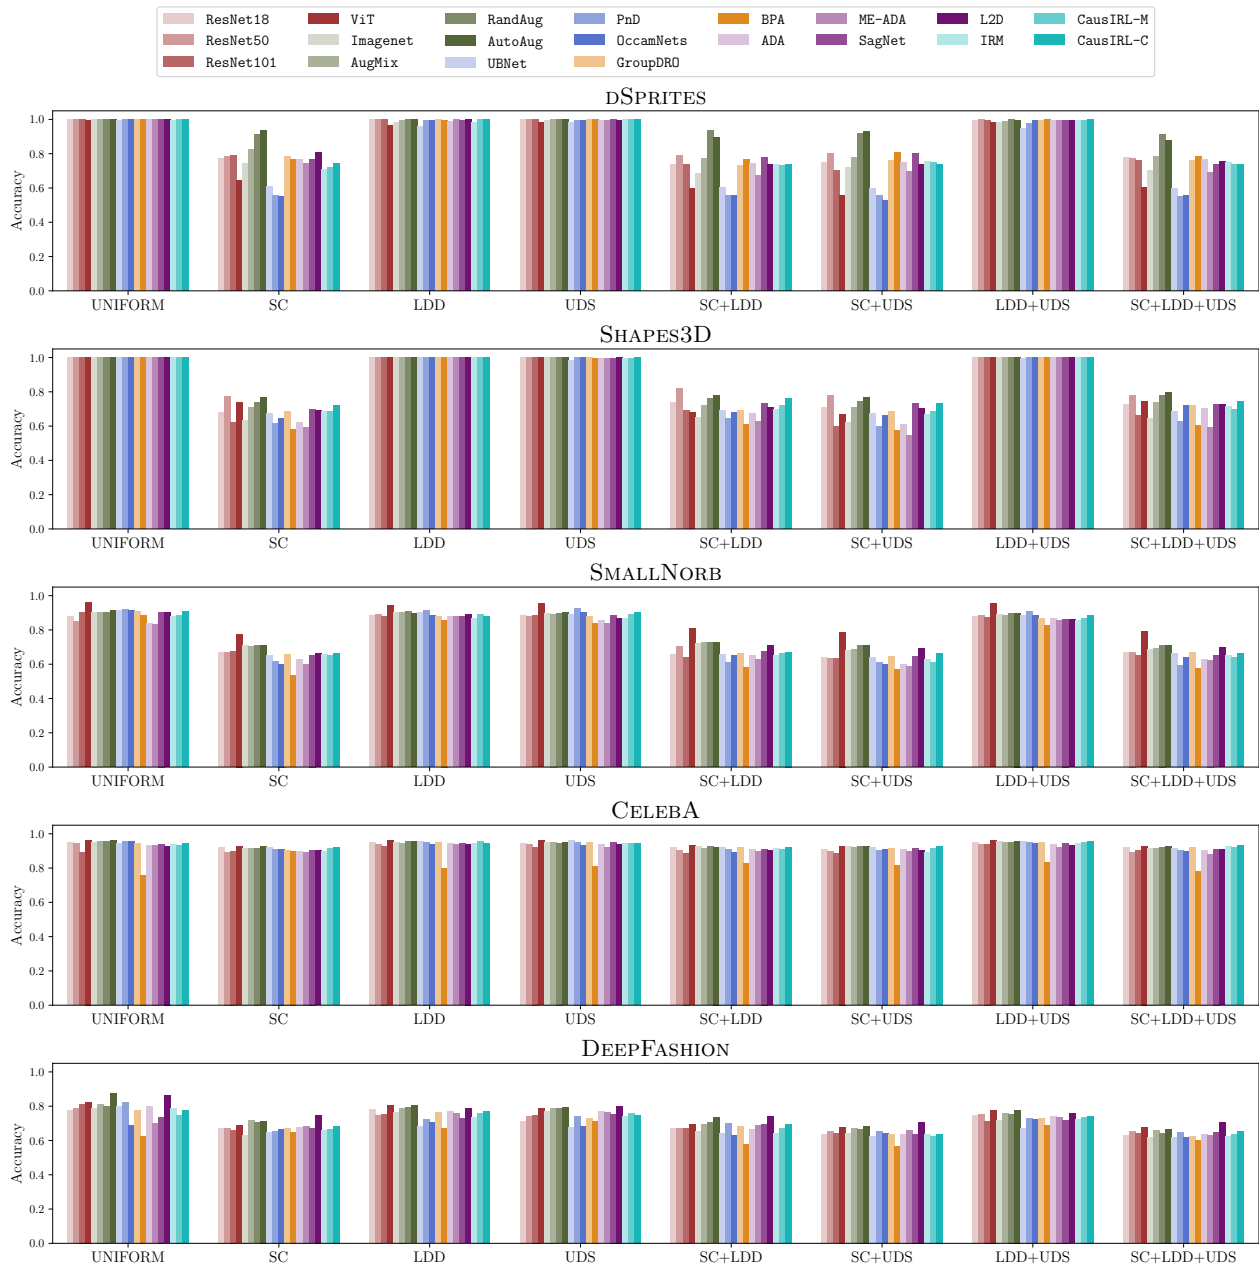 ResNet18 ViT RandAug PnD BPA ME-ADA L2D CausIRL-M
ResNet50 Imagenet AutoAug OccamNets ADA SagNet IRM CausIRL-C
ResNet101 AugMix UBNet GroupDRO
DSPRITES
1.0
0.8
0.6
0.4
0.2
0.0
Accuracy
UNIFORM SC LDD UDS SC+LDD SC+UDS LDD+UDS SC+LDD+UDS
SHAPES3D
1.0
0.8
0.6
0.4
0.2
0.0
Accuracy
UNIFORM SC LDD UDS SC+LDD SC+UDS LDD+UDS SC+LDD+UDS
SMALLNORB
1.0
0.8
0.6
0.4
0.2
0.0
Accuracy
UNIFORM SC LDD UDS SC+LDD SC+UDS LDD+UDS SC+LDD+UDS
CELEBA
1.0
0.8
0.6
0.4
0.2
0.0
Accuracy
UNIFORM SC LDD UDS SC+LDD SC+UDS LDD+UDS SC+LDD+UDS
DEEPFASHION
1.0
0.8
0.6
0.4
0.2
0.0
Accuracy
UNIFORM SC LDD UDS SC+LDD SC+UDS LDD+UDS SC+LDD+UDS